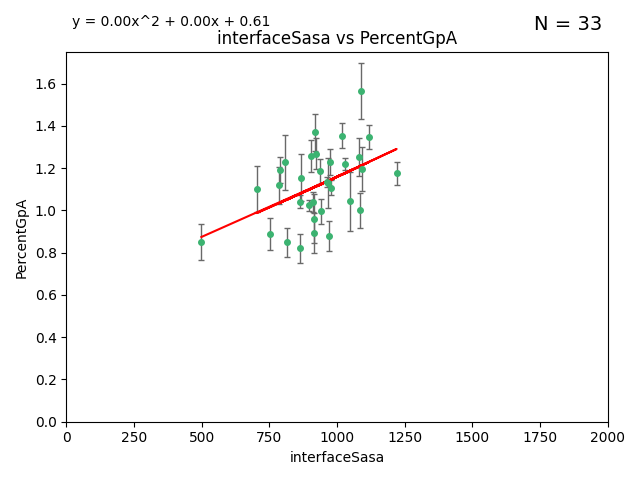 y = 0.00x^2 + 0.00x + 0.61
N = 33
interfaceSasa vs PercentGpA
PercentGpA
1.6
1.4
1.2
1.0
0.8
0.6
0.4
0.2
0.0
0 250 500 750 1000 1250 1500 1750 2000
interfaceSasa